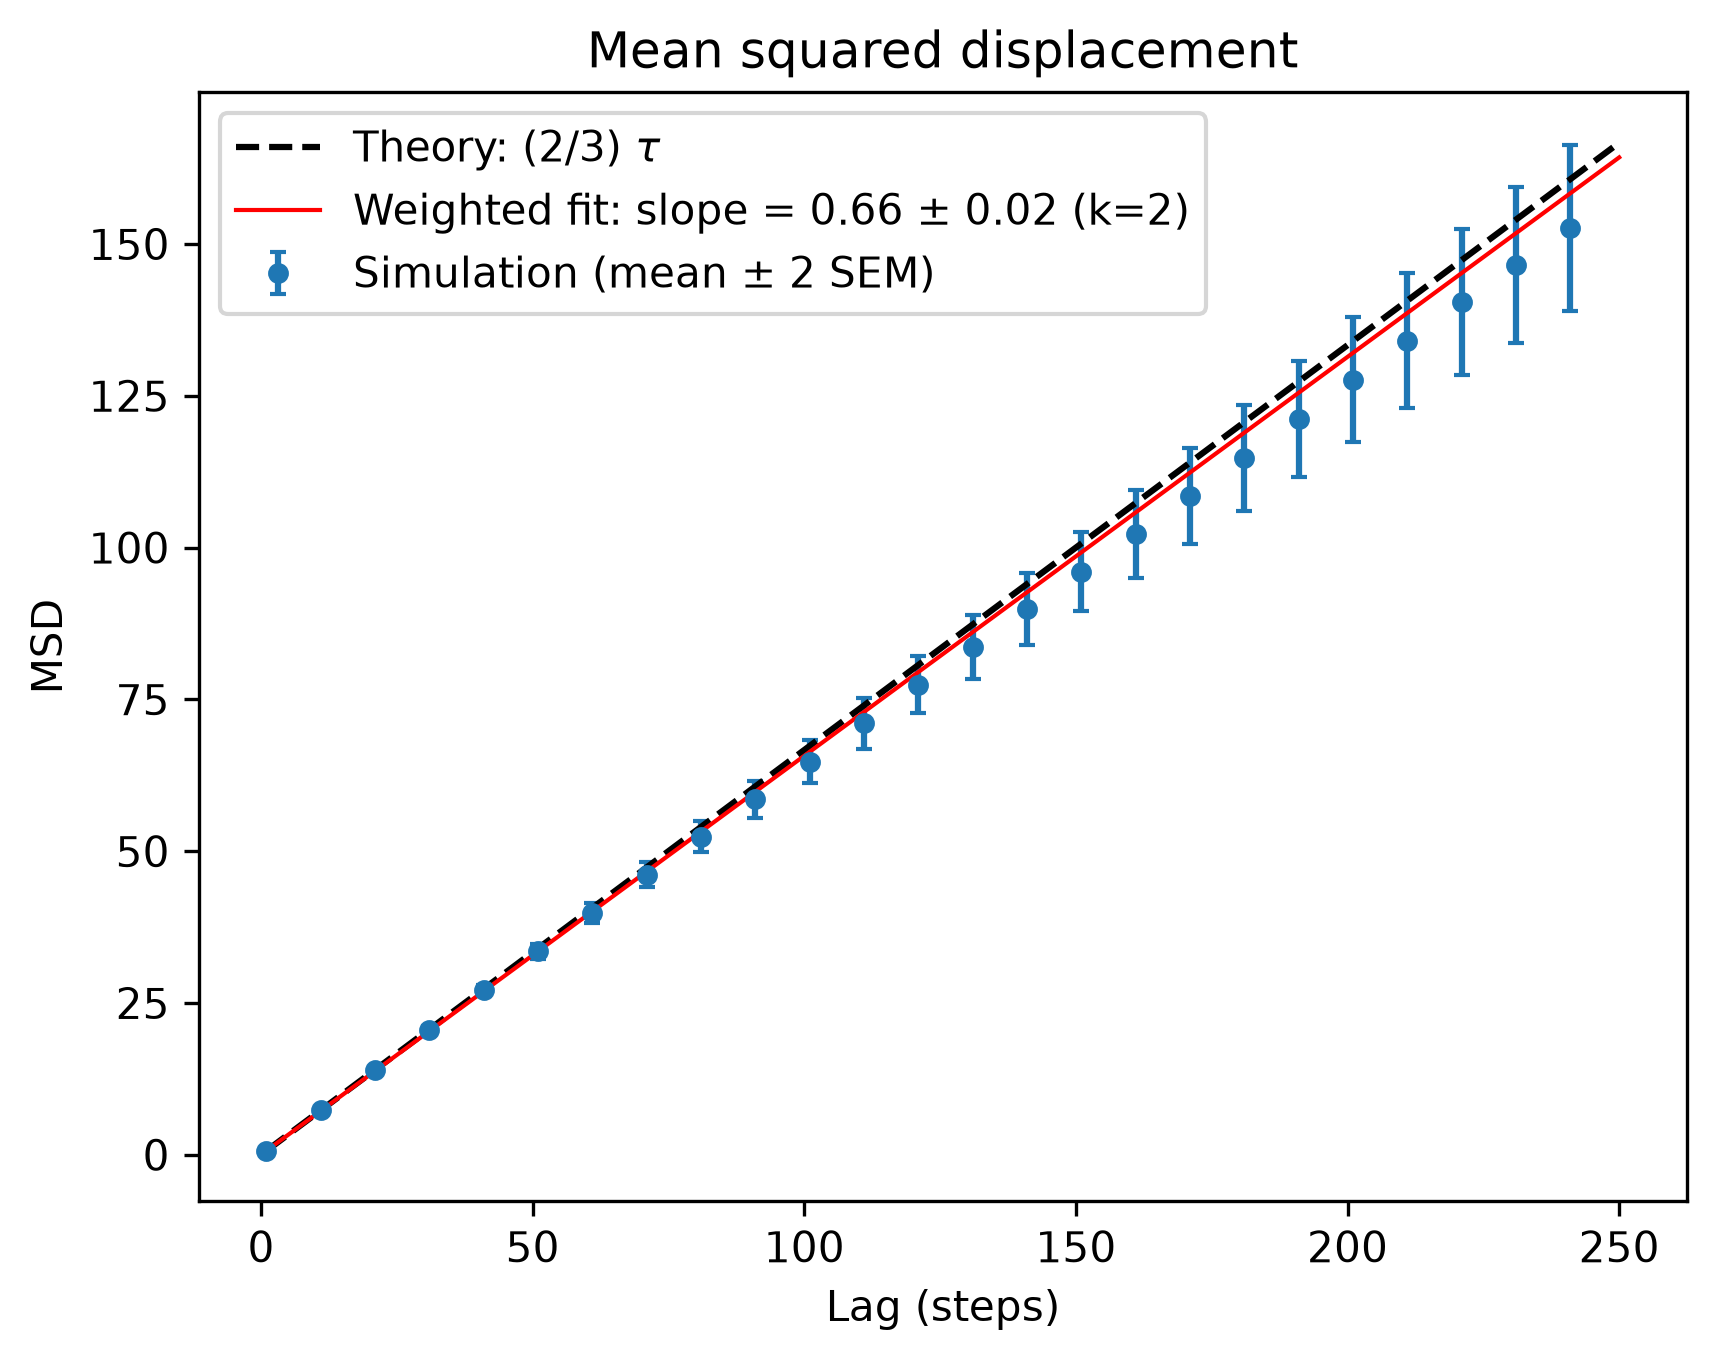 Mean squared displacement
Theory: (2/3) τ
Weighted fit: slope = 0.66 ± 0.02 (k=2)
Simulation (mean ± 2 SEM)
MSD
150
125
100
75
50
25
0
0 50 100 150 200 250
Lag (steps)